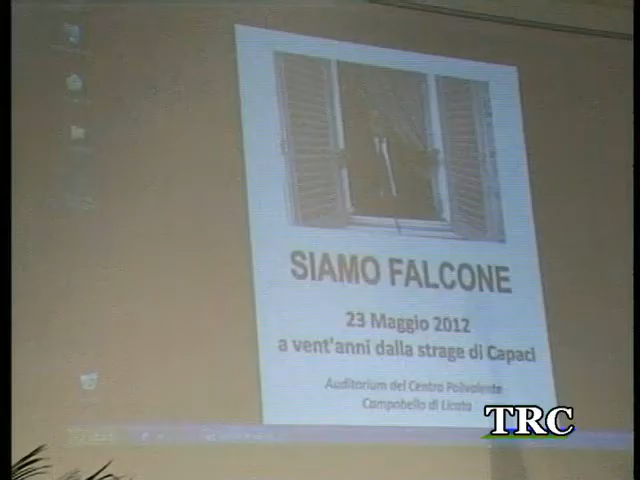 SIAMO FALCONE
23 Maggio 2012
a vent'anni dalla strage di Capaci
Auditorium del Centro Polivalente
Campobello di Licata
TRC